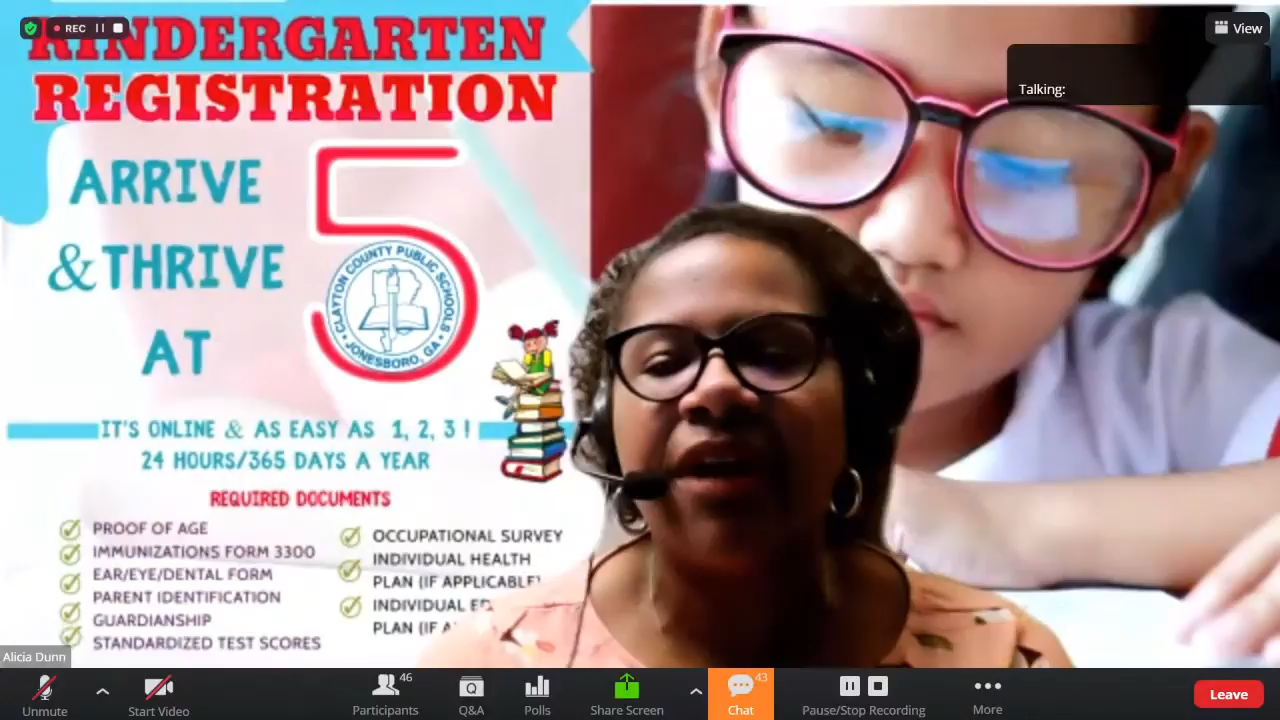 REC
View
Talking:
KINDERGARTEN
REGISTRATION
ARRIVE
& THRIVE
AT
5
CLAYTON COUNTY PUBLIC SCHOOLS
JONESBORO, GA
IT'S ONLINE & AS EASY AS 1, 2, 3 !
24 HOURS/365 DAYS A YEAR
REQUIRED DOCUMENTS
PROOF OF AGE
IMMUNIZATIONS FORM 3300
EAR/EYE/DENTAL FORM
PARENT IDENTIFICATION
GUARDIANSHIP
STANDARDIZED TEST SCORES
OCCUPATIONAL SURVEY
INDIVIDUAL HEALTH
PLAN (IF APPLICABLE)
INDIVIDUAL
PLAN (IF
Alicia Dunn
Unmute
Start Video
46
Participants
Q&A
Polls
Share Screen
43
Chat
Pause/Stop Recording
More
Leave